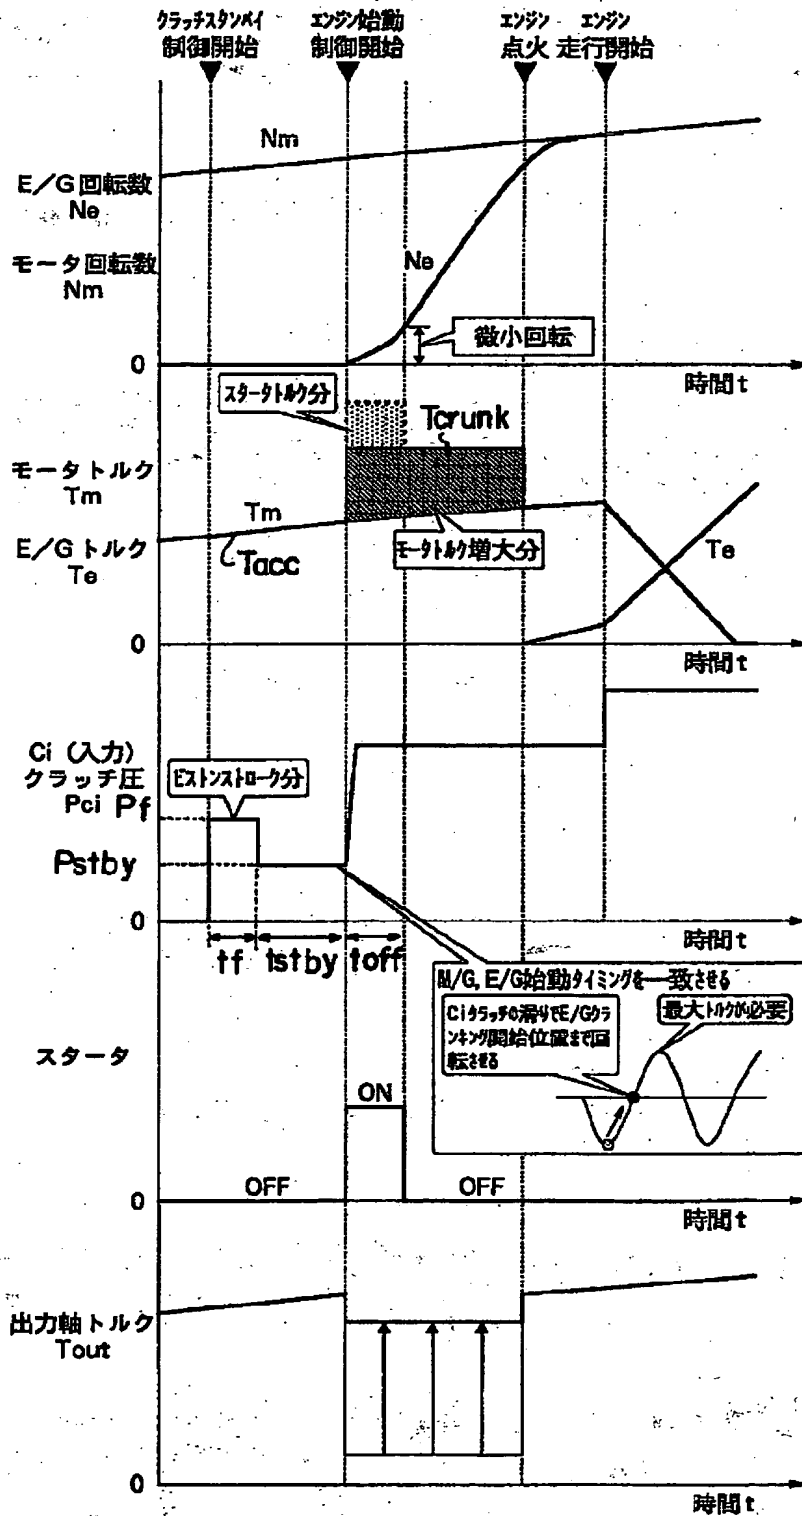 クラッチスタンバイ
制御開始
エンジン始動
制御開始
エンジン
点火
エンジン
走行開始
Nm
E/G回転数
Ne
モータ回転数
Nm
Ne
微小回転
0
時間t
スタータトルク分
Tcrunk
モータトルク
Tm
Tm
E/Gトルク
Te
Tacc
モータトルク増大分
Te
0
時間t
Ci (入力)
クラッチ圧
Pci Pf
ピストンストローク分
Pstby
0
時間t
tf
tstby
toff
M/G, E/G始動タイミングを一致させる
Ciクラッチの滑りでE/Gクラ
ンキング開始位置まで回
転させる
最大トルクが必要
スタータ
ON
OFF
OFF
0
時間t
出力軸トルク
Tout
0
時間t